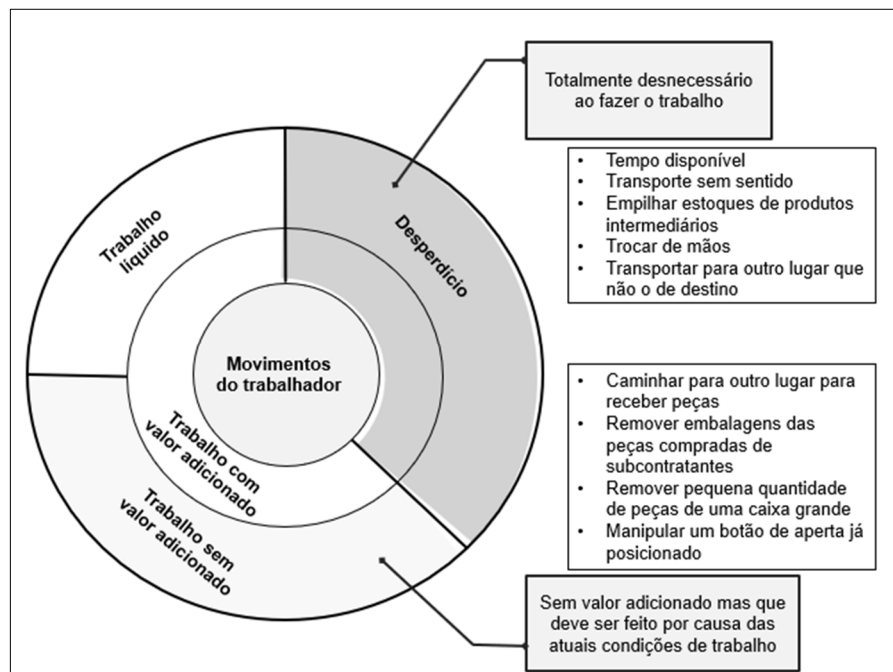 Totalmente desnecessário
ao fazer o trabalho
• Tempo disponível
• Transporte sem sentido
• Empilhar estoques de produtos
intermediários
• Trocar de mãos
• Transportar para outro lugar que
não o de destino
Trabalho
líquido
Desperdício
Movimentos
do trabalhador
Trabalho com
valor adicionado
Trabalho sem
valor adicionado
• Caminhar para outro lugar para
receber peças
• Remover embalagens das
peças compradas de
subcontratantes
• Remover pequena quantidade
de peças de uma caixa grande
• Manipular um botão de aperta já
posicionado
Sem valor adicionado mas que
deve ser feito por causa das
atuais condições de trabalho